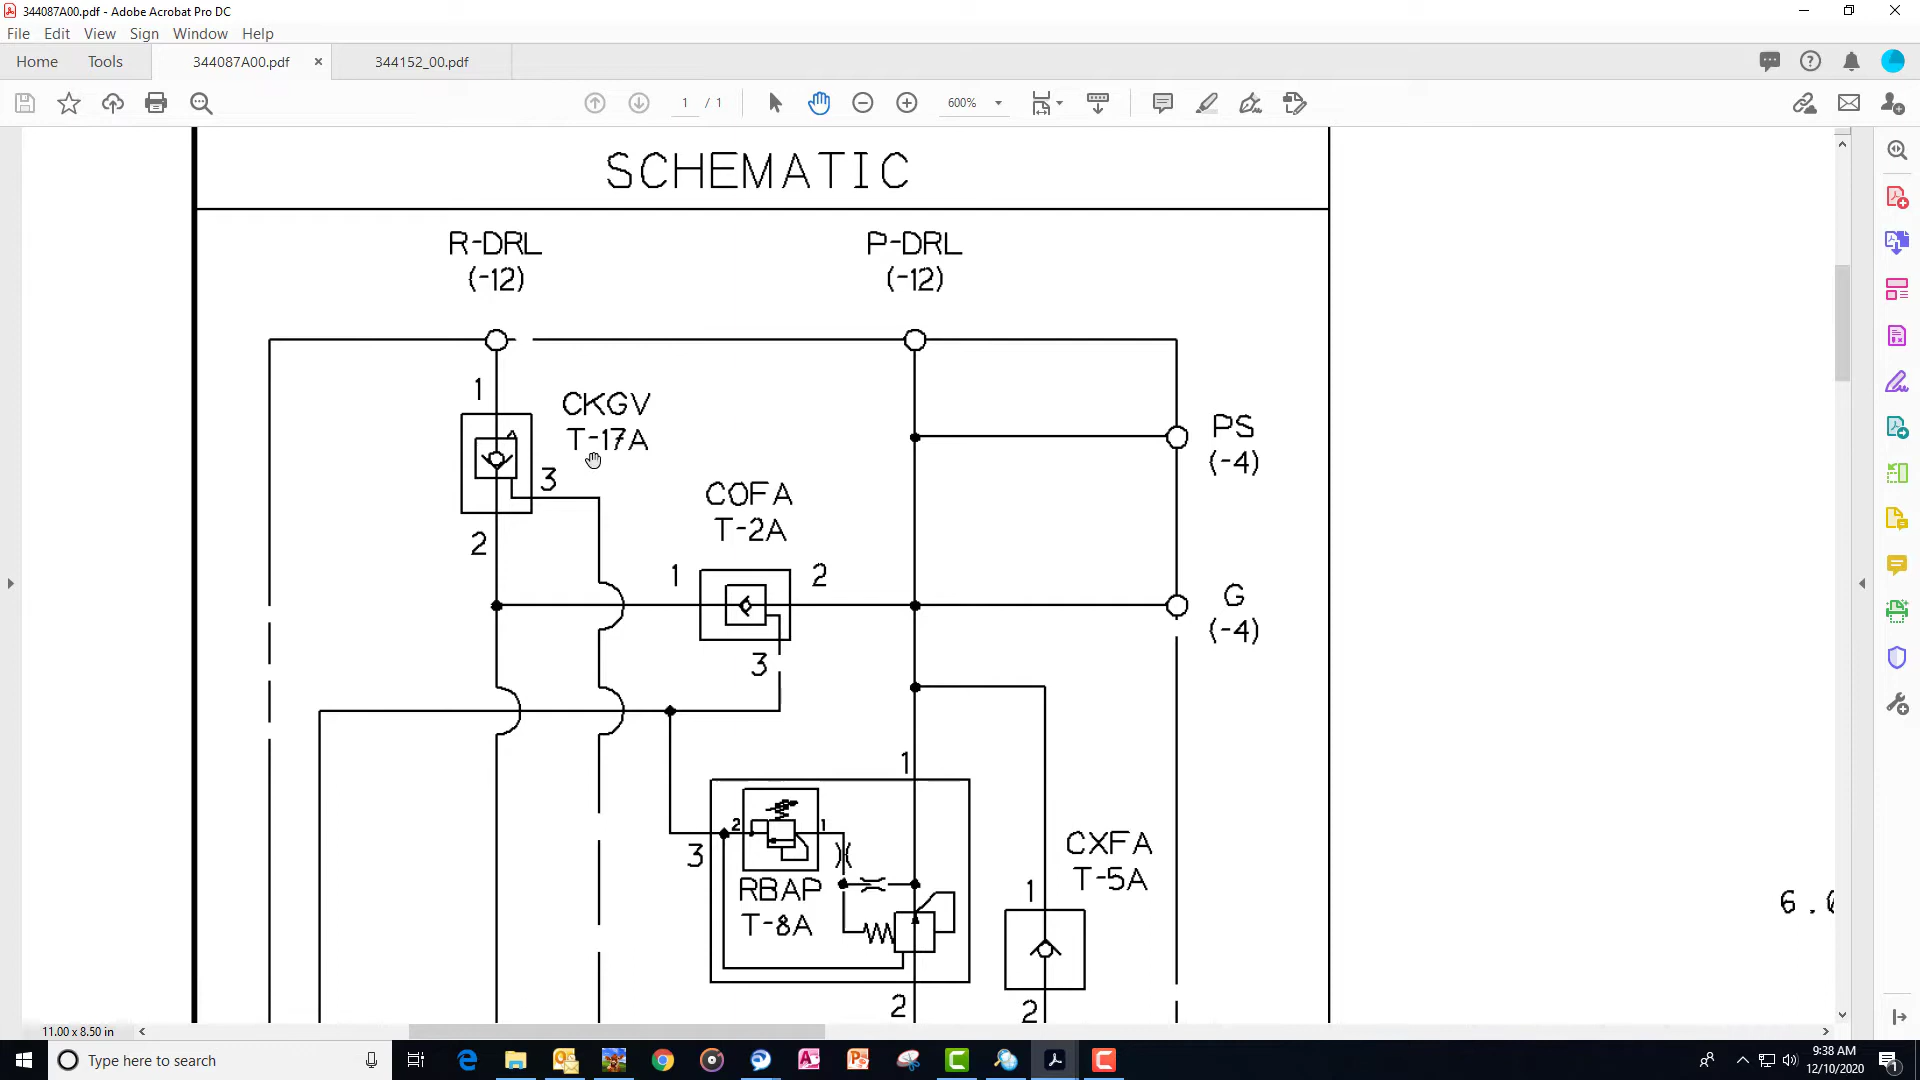 344087A00.pdf - Adobe Acrobat Pro DC
File Edit View Sign Window Help
Home Tools 344087A00.pdf × 344152_00.pdf
1 / 1 600%
SCHEMATIC
R-DRL
(-12)
P-DRL
(-12)
1
CKGV
T-17A
3
2
PS
(-4)
COFA
T-2A
1 2
3
G
(-4)
1
2 1
3
RBAP
T-8A
2
CXFA
T-5A
1
2
11.00 x 8.50 in
Type here to search
9:38 AM
12/10/2020
1